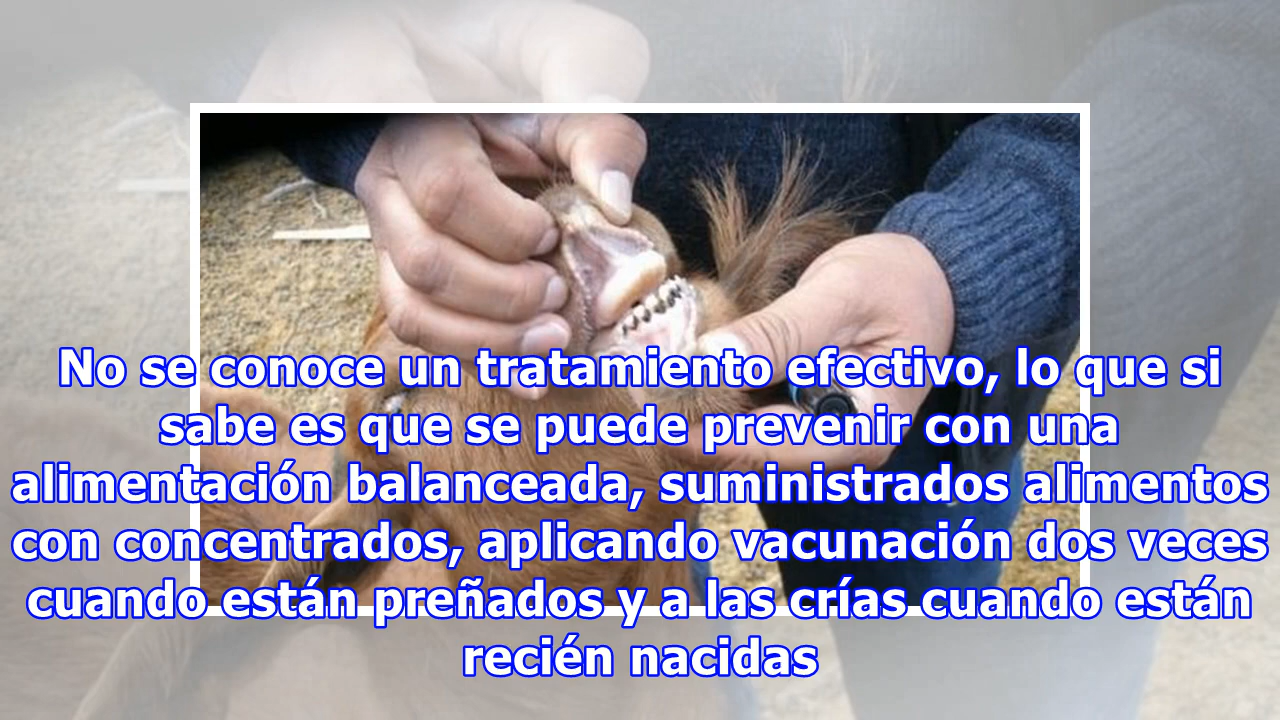 No se conoce un tratamiento efectivo, lo que si
sabe es que se puede prevenir con una
alimentación balanceada, suministrados alimentos
con concentrados, aplicando vacunación dos veces
cuando están preñados y a las crías cuando están
recién nacidas